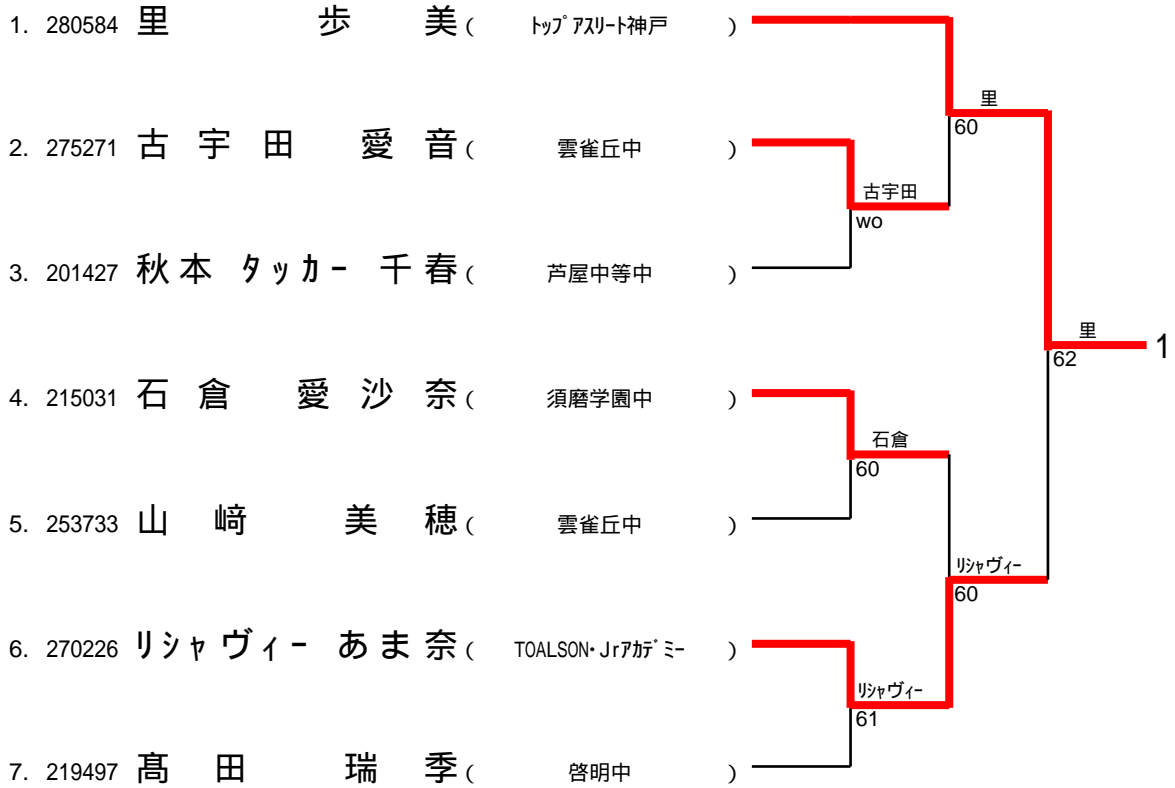 1. 280584 里 歩 美( トップアスリート神戸 )
里
60
2. 275271 古 宇 田 愛 音( 雲雀丘中 )
古宇田
wo
3. 201427 秋 本 タッカー 千 春( 芦屋中等中 )
里
62
1
4. 215031 石 倉 愛 沙 奈( 須磨学園中 )
石倉
60
5. 253733 山 﨑 美 穂( 雲雀丘中 )
リシャヴィー
60
6. 270226 リシャヴィー あ ま 奈( TOALSON・Jrアカデミー )
リシャヴィー
61
7. 219497 髙 田 瑞 季( 啓明中 )